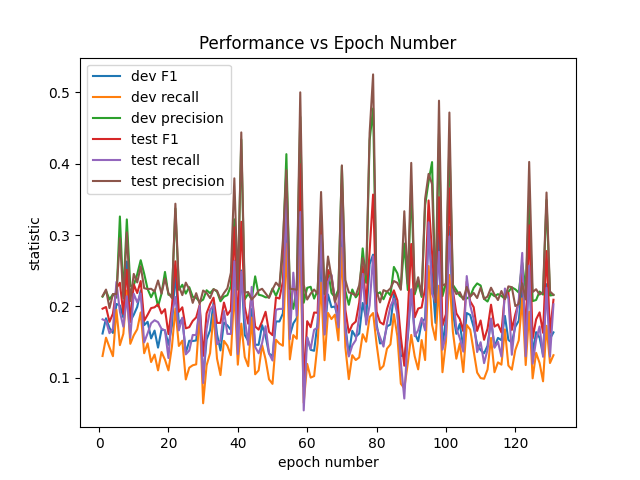 Performance vs Epoch Number
dev F1
dev recall
dev precision
test F1
test recall
test precision
statistic
0.5
0.4
0.3
0.2
0.1
0 20 40 60 80 100 120
epoch number